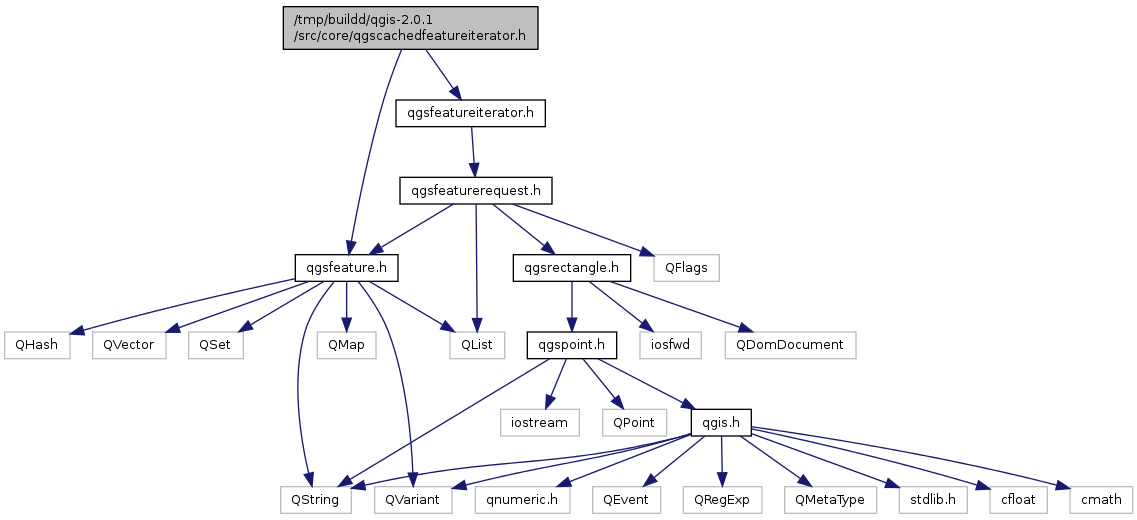 /tmp/buildd/qgis-2.0.1
/src/core/qgscachedfeatureiterator.h
qgsfeatureiterator.h
qgsfeaturerequest.h
qgsfeature.h
qgsrectangle.h
QFlags
QHash
QVector
QSet
QMap
QList
qgspoint.h
iosfwd
QDomDocument
iostream
QPoint
qgis.h
QString
QVariant
qnumeric.h
QEvent
QRegExp
QMetaType
stdlib.h
cfloat
cmath